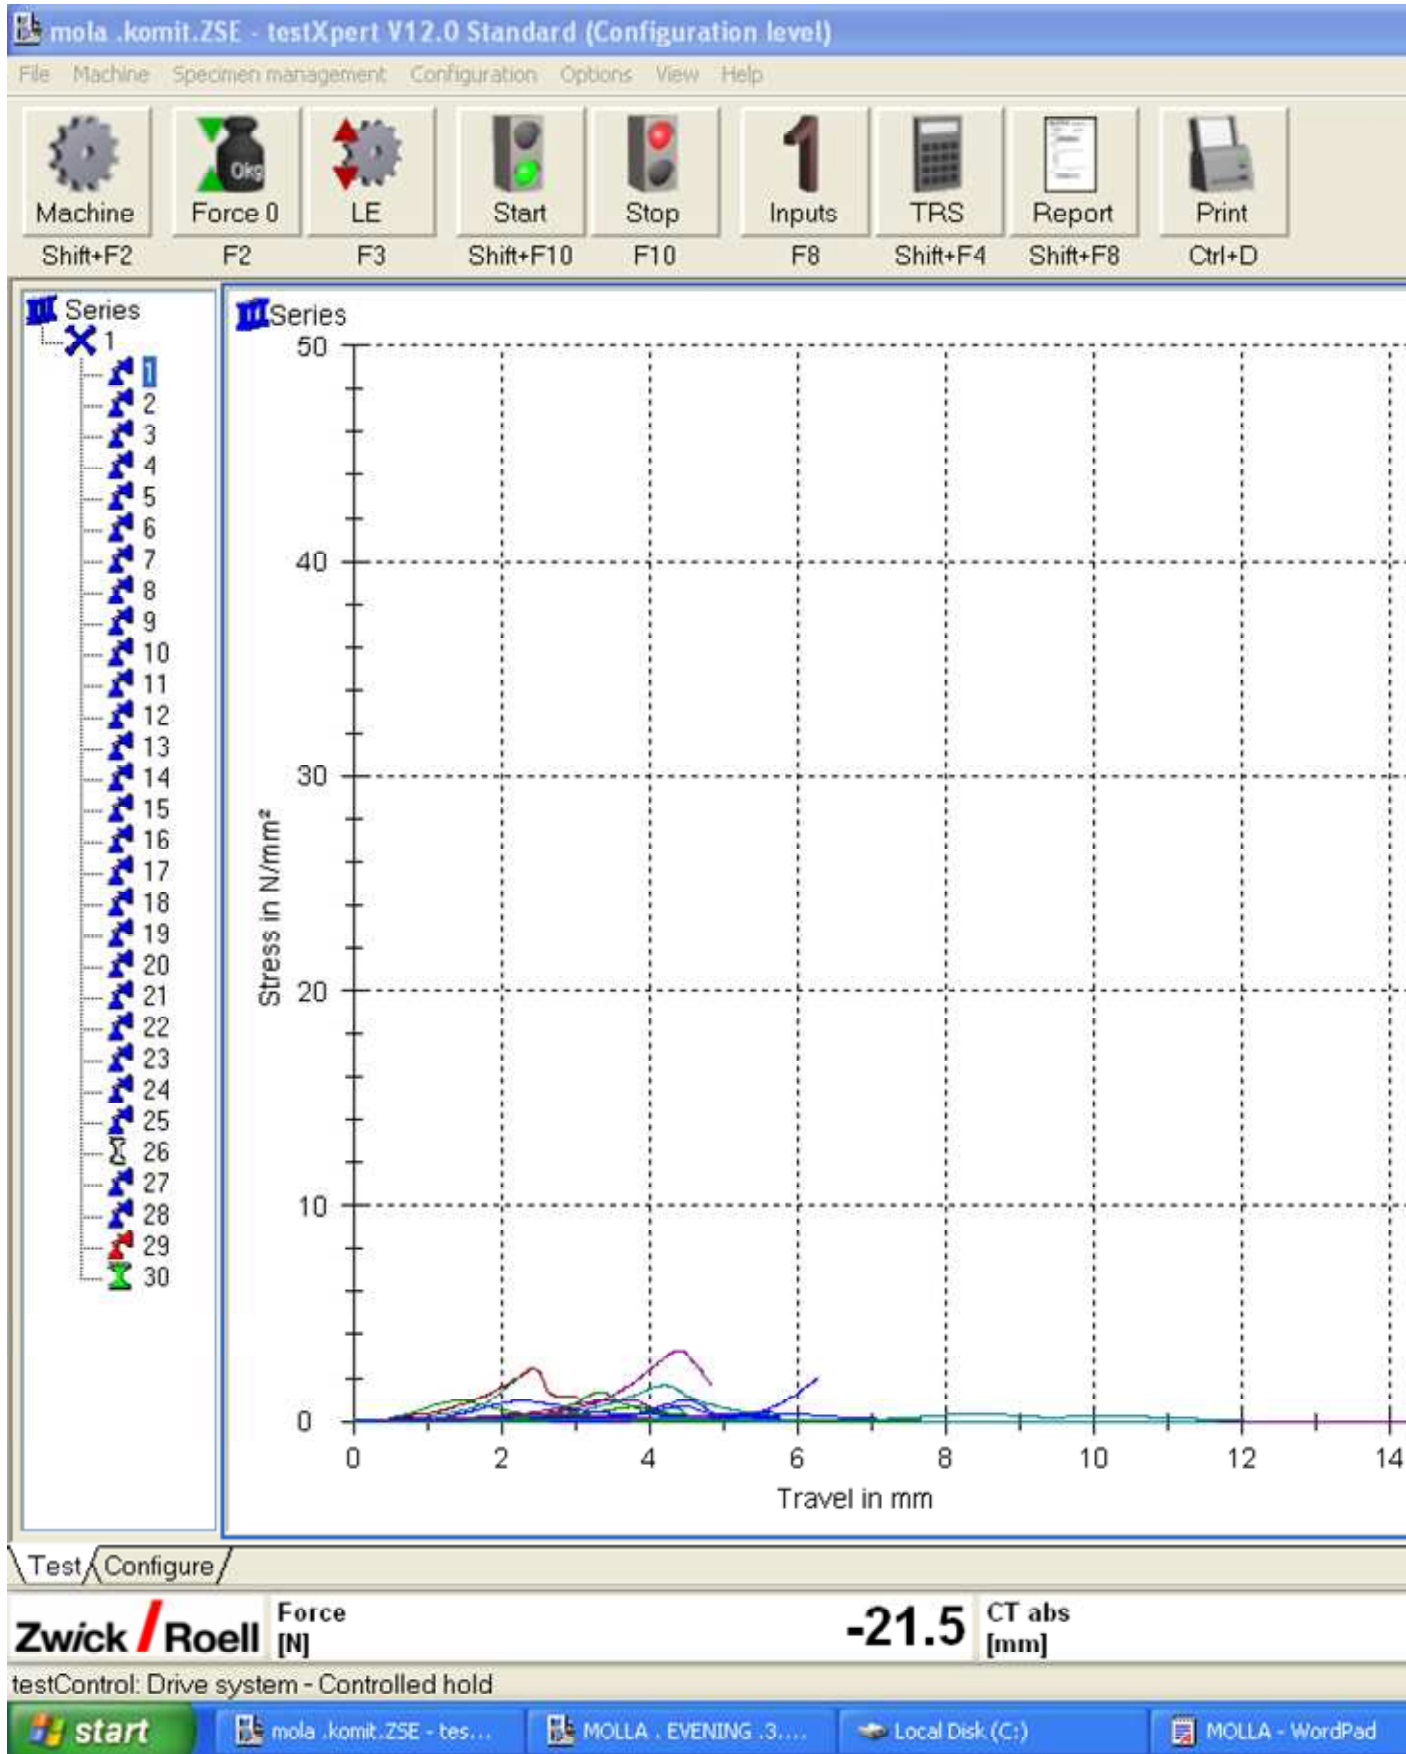 mola .komit.ZSE - testXpert V12.0 Standard (Configuration level)
File Machine Specimen management Configuration Options View Help
0kg
1
Machine Force 0 LE Start Stop Inputs TRS Report Print
Shift+F2 F2 F3 Shift+F10 F10 F8 Shift+F4 Shift+F8 Ctrl+D
Series
1
1
2
3
4
5
6
7
8
9
10
11
12
13
14
15
16
17
18
19
20
21
22
23
24
25
26
27
28
29
30
Series
50
40
30
20
10
0
Stress in N/mm²
0 2 4 6 8 10 12 14
Travel in mm
Test Configure
Zwick / Roell
Force
[N]
-21.5
CT abs
[mm]
testControl: Drive system - Controlled hold
start mola .komit.ZSE - tes... MOLLA . EVENING .3.... Local Disk (C:) MOLLA - WordPad